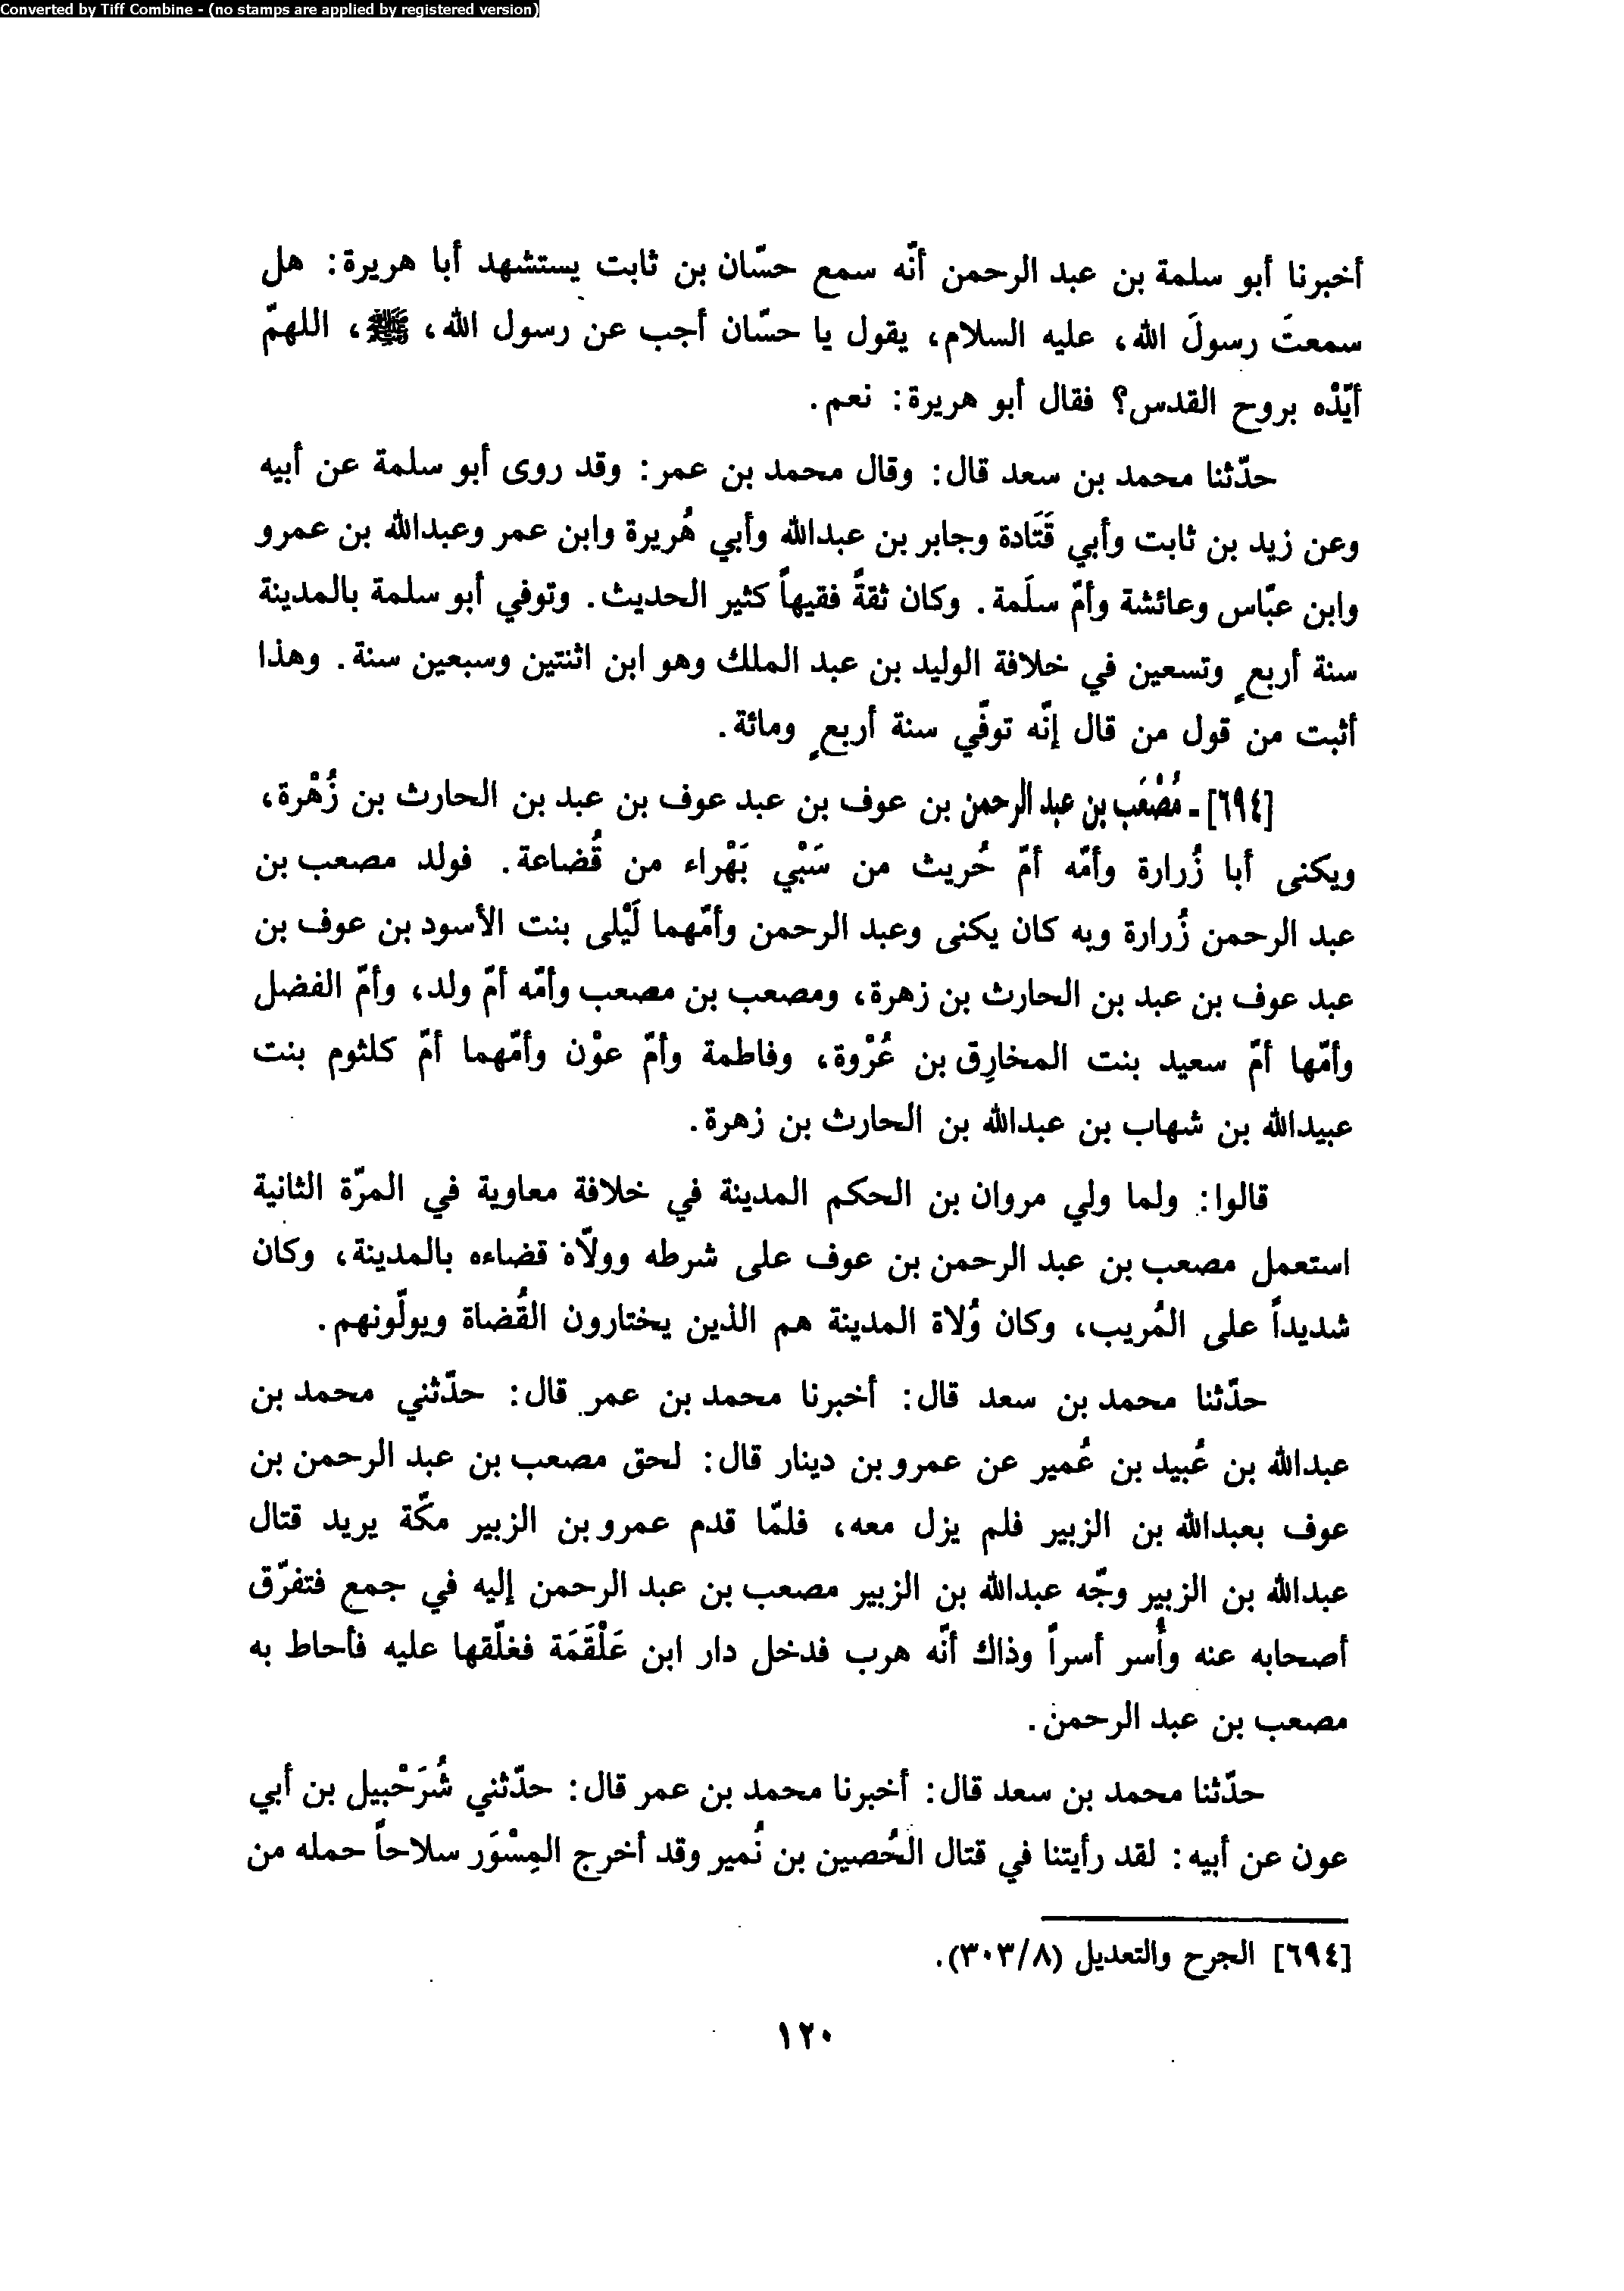 Converted by Tiff Combine - (no stamps are applied by registered version)
أخبرنا أبو سلمة بن عبد الرحمن أنّه سمع حسّان بن ثابت يستشهد أبا هريرة: هل
سمعتَ رسولَ الله، عليه السلام، يقول يا حسّان أجب عن رسول الله، ﷺ، اللهمّ
أيّدْه بروح القدس؟ فقال أبو هريرة: نعم.
حدّثنا محمد بن سعد قال: وقال محمد بن عمر: وقد روى أبو سلمة عن أبيه
وعن زيد بن ثابت وأبي قَتَادة وجابر بن عبدالله وأبي هُريرة وابن عمر وعبدالله بن عمرو
وابن عبّاس وعائشة وأمّ سلَمة. وكان ثقةً فقيهاً كثير الحديث. وتوفي أبو سلمة بالمدينة
سنة أربعٍ وتسعين في خلافة الوليد بن عبد الملك وهو ابن اثنتين وسبعين سنة. وهذا
أثبت من قول من قال إنّه توفّي سنة أربعٍ ومائة.
[٦٩٤]ـ مُصْعَب بن عبد الرحمن بن عوف بن عبد عوف بن عبد بن الحارث بن زُهْرة،
ويكنى أبا زُرارة وأمّه أمّ حُريث من سَبْي بَهْراء من قُضاعة. فولد مصعب بن
عبد الرحمن زُرارة وبه كان يكنى وعبد الرحمن وأمّهما لَيْلى بنت الأسود بن عوف بن
عبد عوف بن عبد بن الحارث بن زهرة، ومصعب بن مصعب وأمّه أمّ ولد، وأمّ الفضل
وأمّها أمّ سعيد بنت المخارِق بن عُرْوة، وفاطمة وأمّ عوْن وأمّهما أمّ كلثوم بنت
عبيدالله بن شهاب بن عبدالله بن الحارث بن زهرة.
قالوا: ولما ولي مروان بن الحكم المدينة في خلافة معاوية في المرّة الثانية
استعمل مصعب بن عبد الرحمن بن عوف على شرطه وولّاه قضاءه بالمدينة، وكان
شديداً على المُريب، وكان وُلاة المدينة هم الذين يختارون القُضاة ويولّونهم.
حدّثنا محمد بن سعد قال: أخبرنا محمد بن عمر قال: حدّثني محمد بن
عبدالله بن عُبيد بن عُمير عن عمرو بن دينار قال: لحق مصعب بن عبد الرحمن بن
عوف بعبدالله بن الزبير فلم يزل معه، فلمّا قدم عمرو بن الزبير مكّة يريد قتال
عبدالله بن الزبير وجّه عبدالله بن الزبير مصعب بن عبد الرحمن إليه في جمع فتفرّق
أصحابه عنه وأُسر أسراً وذاك أنّه هرب فدخل دار ابن عَلْقَمَة فغلّقها عليه فأحاط به
مصعب بن عبد الرحمن.
حدّثنا محمد بن سعد قال: أخبرنا محمد بن عمر قال: حدّثني شُرَحْبيل بن أبي
عون عن أبيه: لقد رأيتنا في قتال الحُصين بن نُمير وقد أخرج المِسْوَر سلاحاً حمله من
[٦٩٤] الجرح والتعديل (٣٠٣/٨).
١٢٠